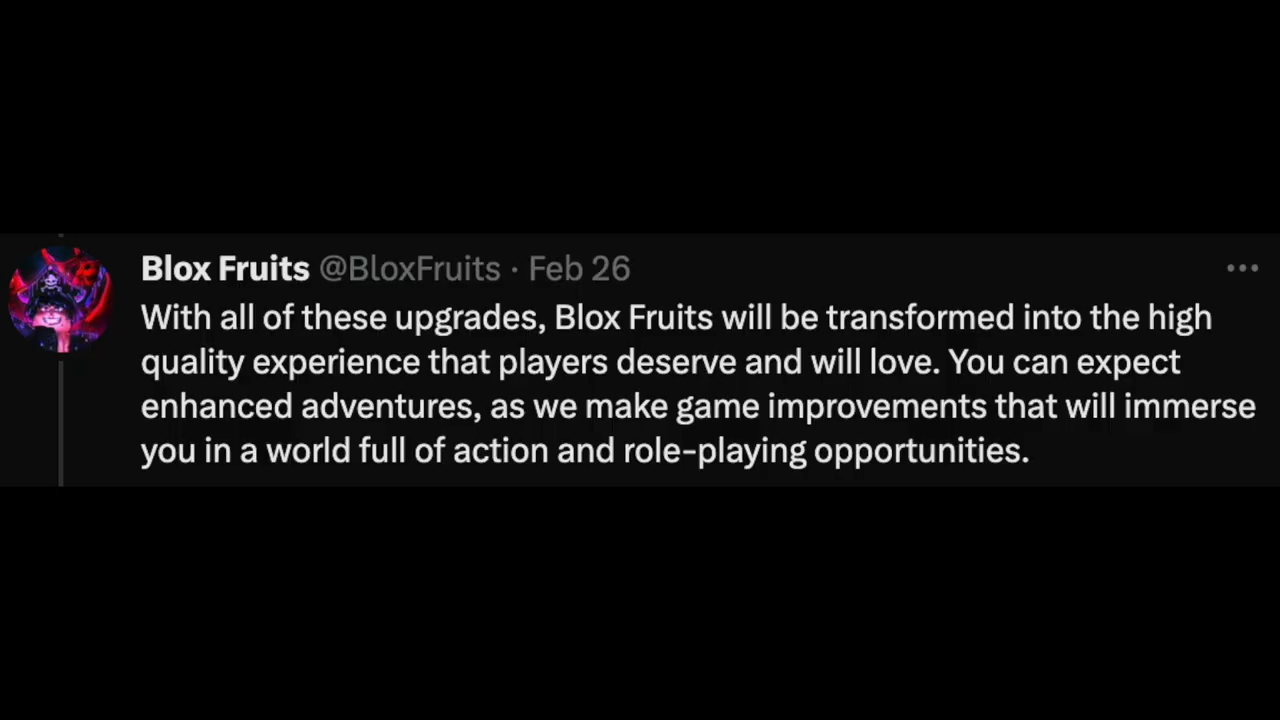 Blox Fruits @BloxFruits · Feb 26
With all of these upgrades, Blox Fruits will be transformed into the high
quality experience that players deserve and will love. You can expect
enhanced adventures, as we make game improvements that will immerse
you in a world full of action and role-playing opportunities.